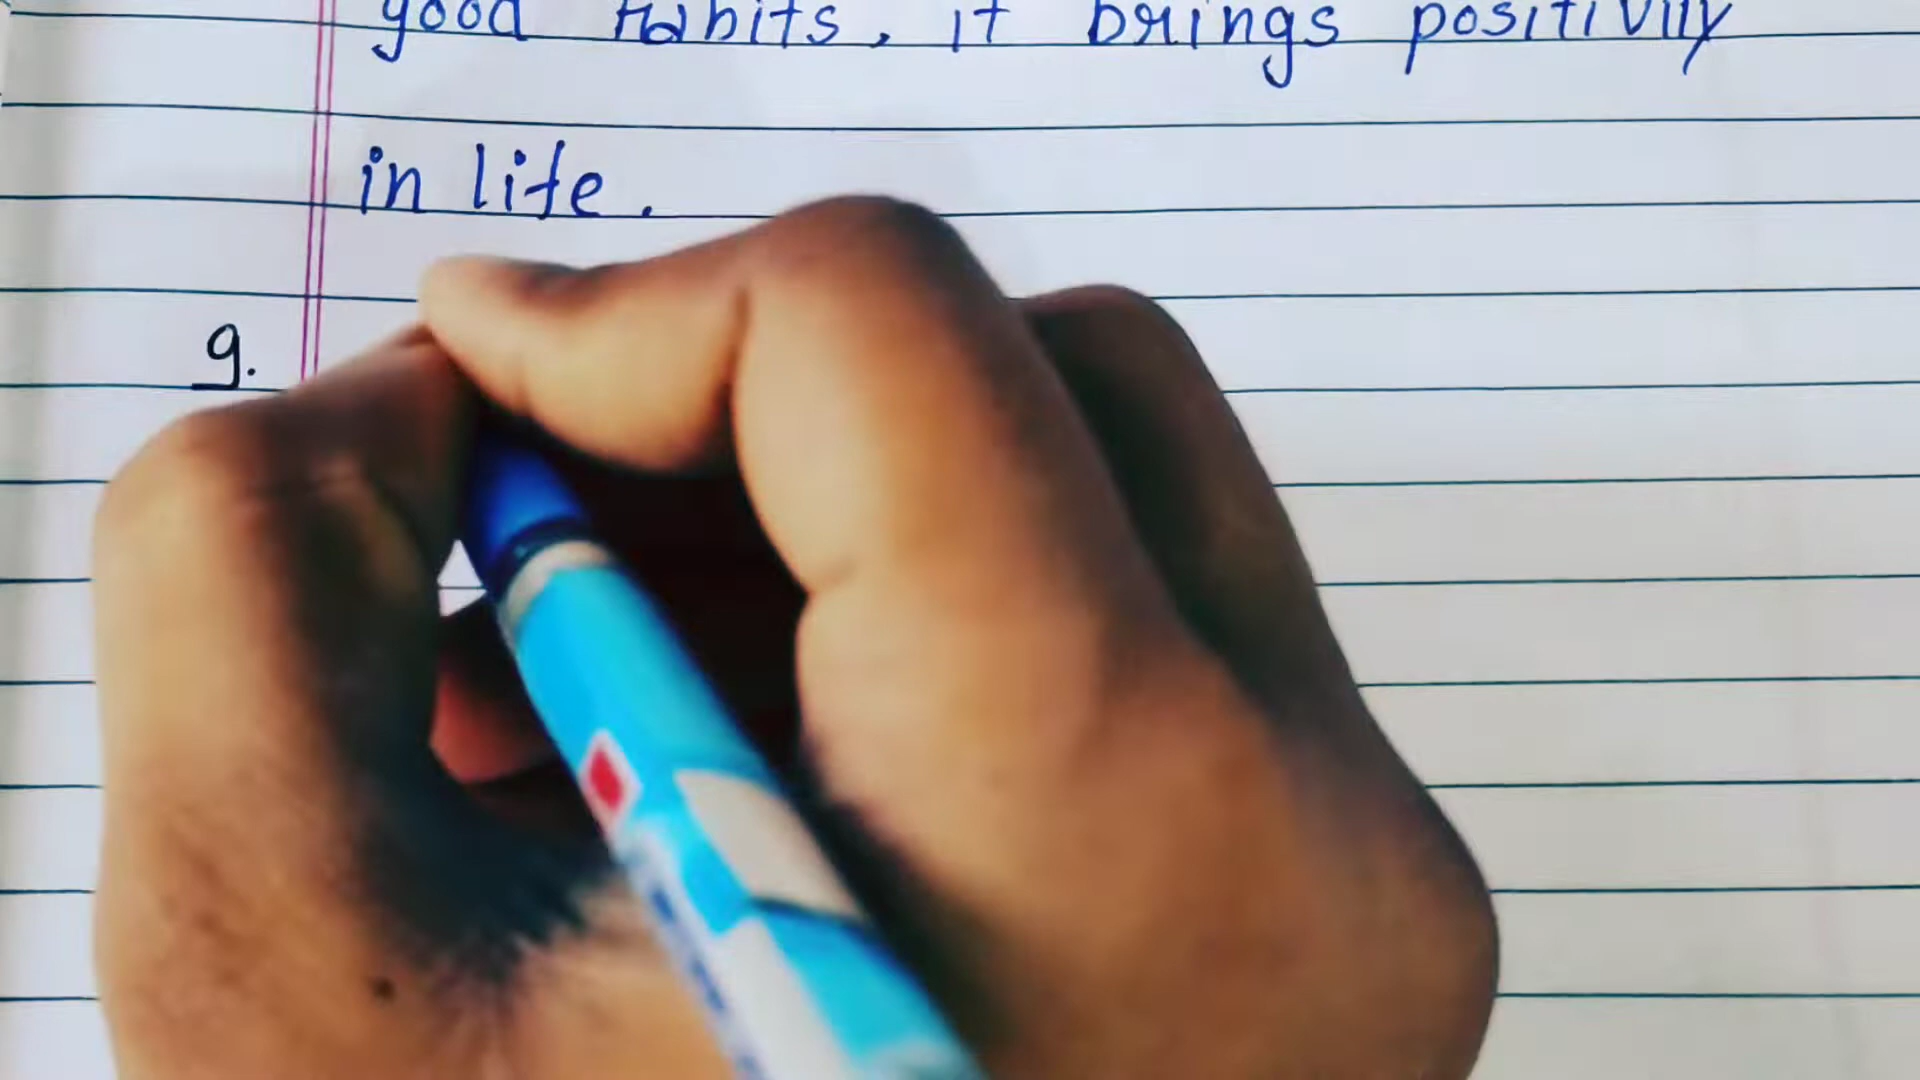 good habits, it brings positivity
in life.
9.